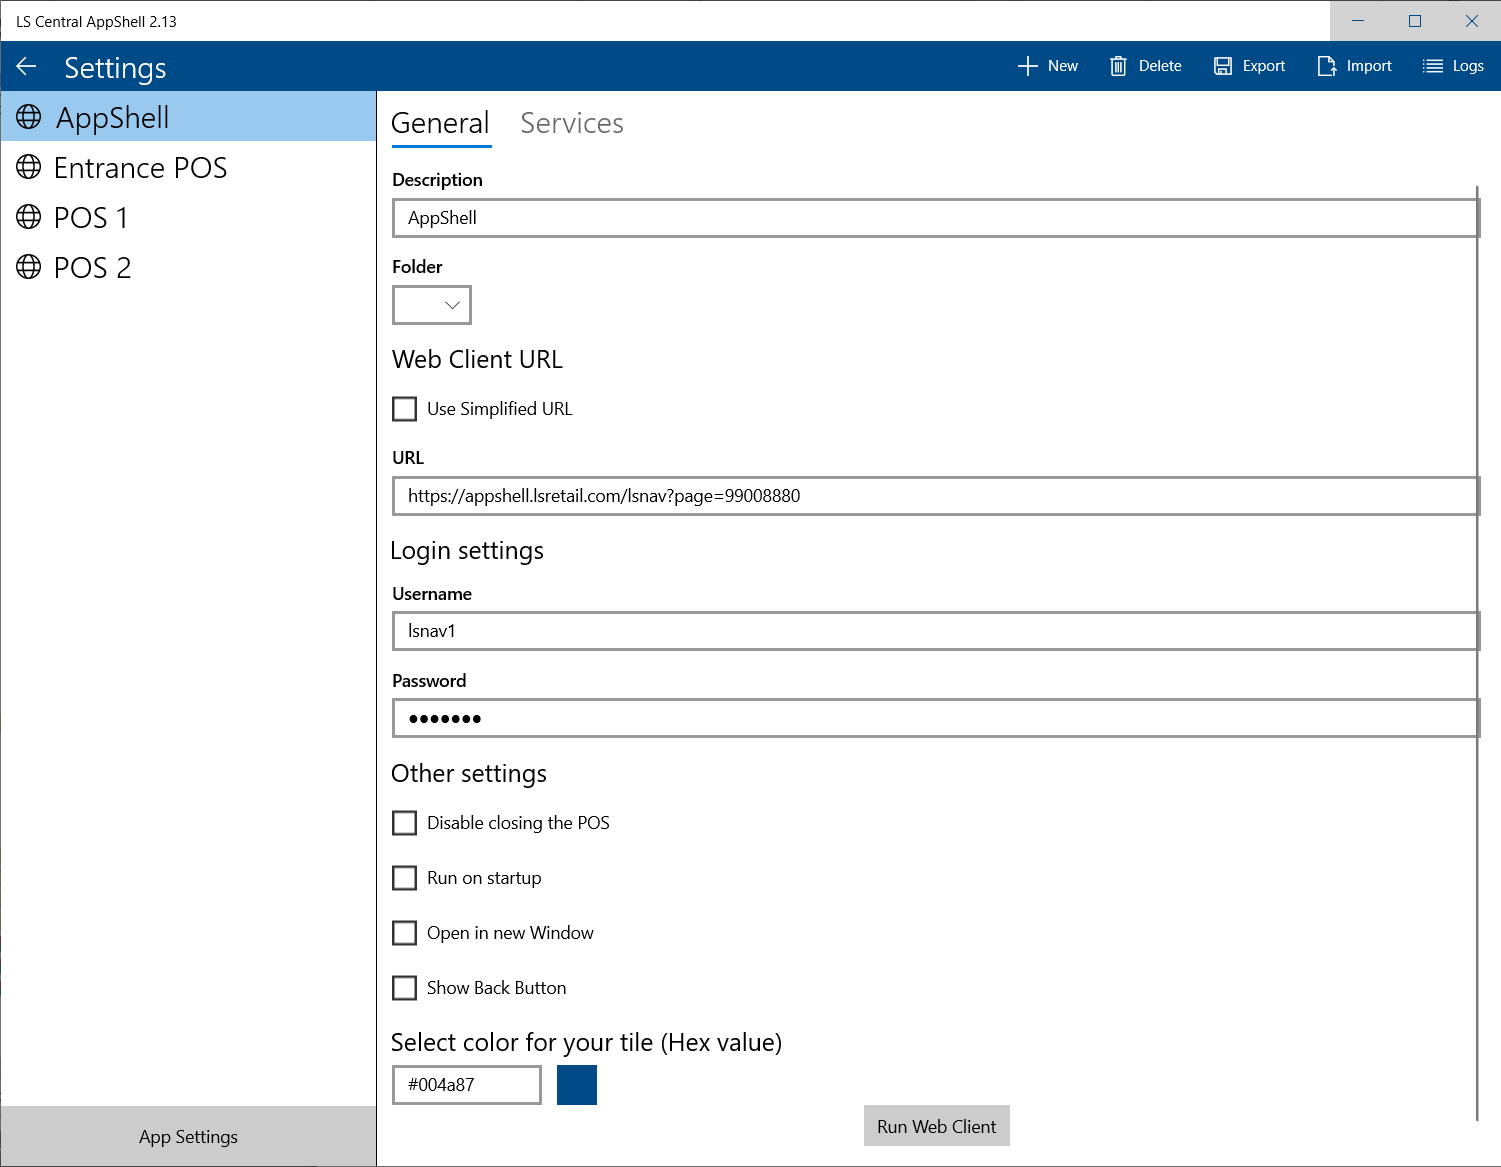 LS Central AppShell 2.13
Settings
New
Delete
Export
Import
Logs
AppShell
Entrance POS
POS 1
POS 2
App Settings
General
Services
Description
AppShell
Folder
Web Client URL
Use Simplified URL
URL
https://appshell.lsretail.com/lsnav?page=99008880
Login settings
Username
lsnav1
Password
•••••••
Other settings
Disable closing the POS
Run on startup
Open in new Window
Show Back Button
Select color for your tile (Hex value)
#004a87
Run Web Client